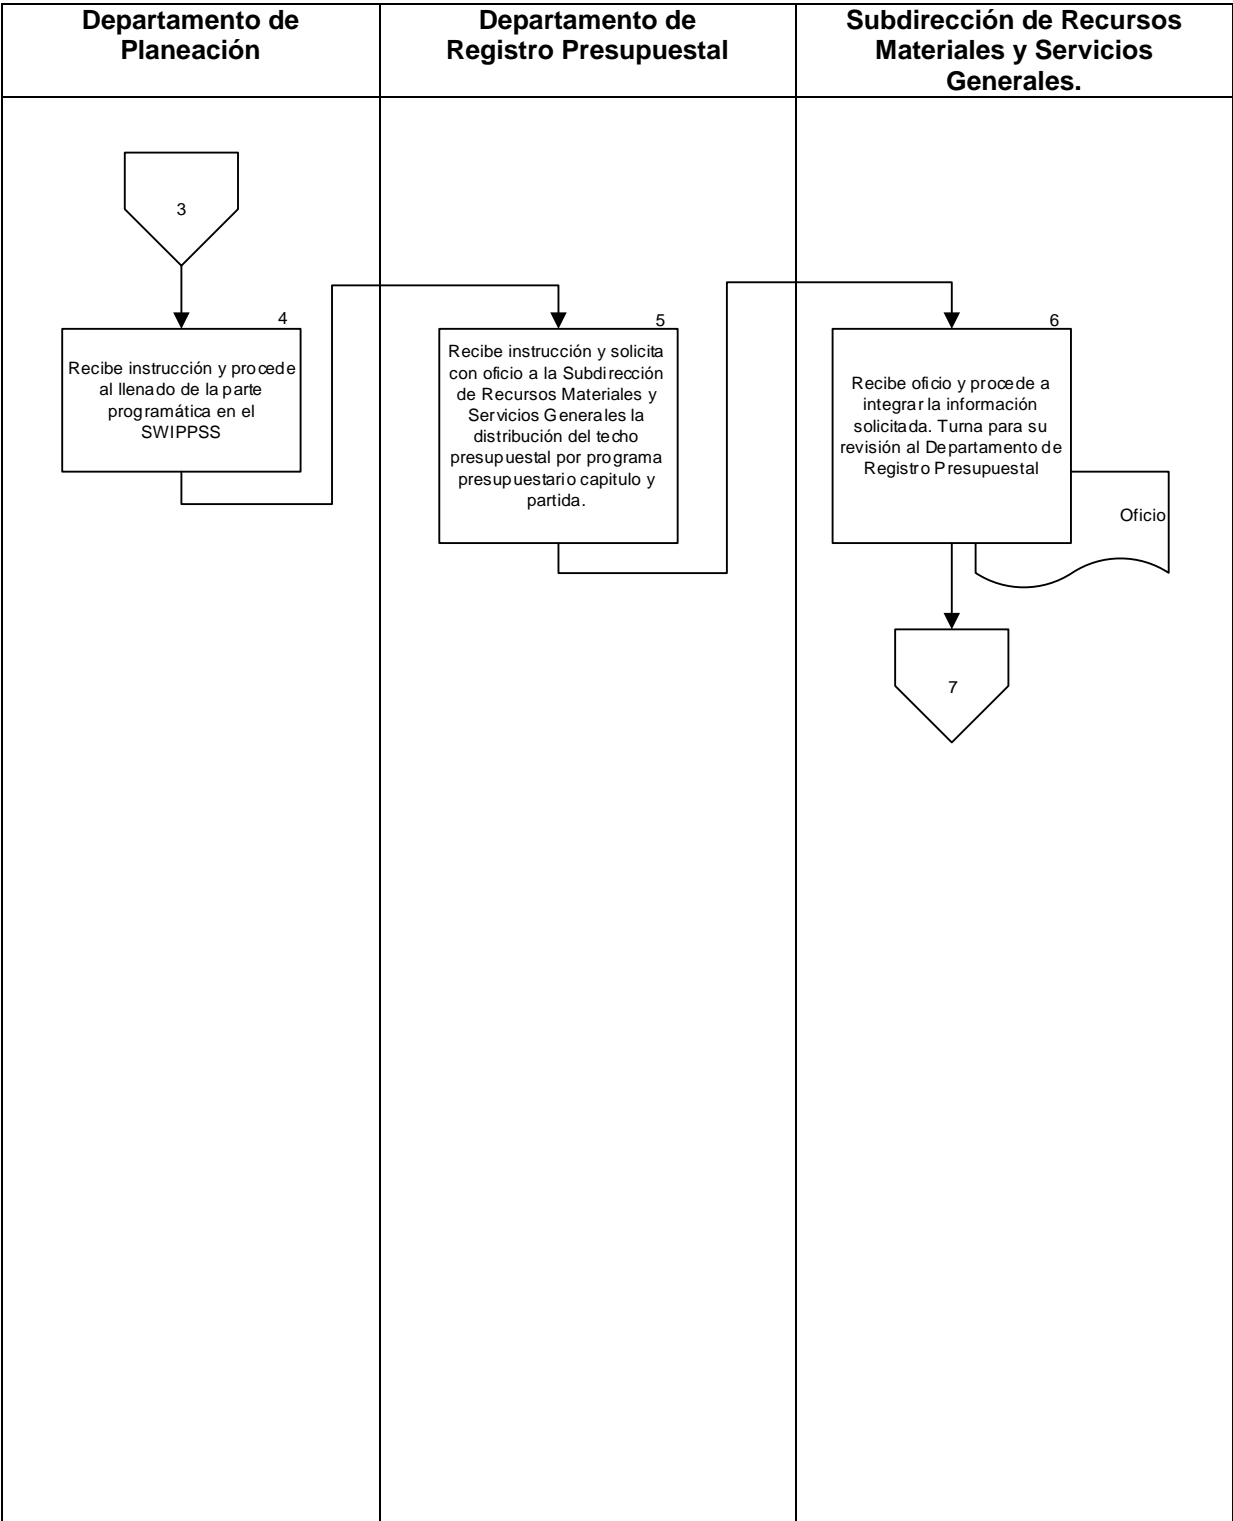 Departamento de
Planeación
Departamento de
Registro Presupuestal
Subdirección de Recursos
Materiales y Servicios
Generales.
3
4
Recibe instrucción y procede
al llenado de la parte
programática en el
SWIPPSS
5
Recibe instrucción y solicita
con oficio a la Subdirección
de Recursos Materiales y
Servicios Generales la
distribución del techo
presupuestal por programa
presupuestario capitulo y
partida.
6
Recibe oficio y procede a
integrar la información
solicitada. Turna para su
revisión al Departamento de
Registro Presupuestal
Oficio
7